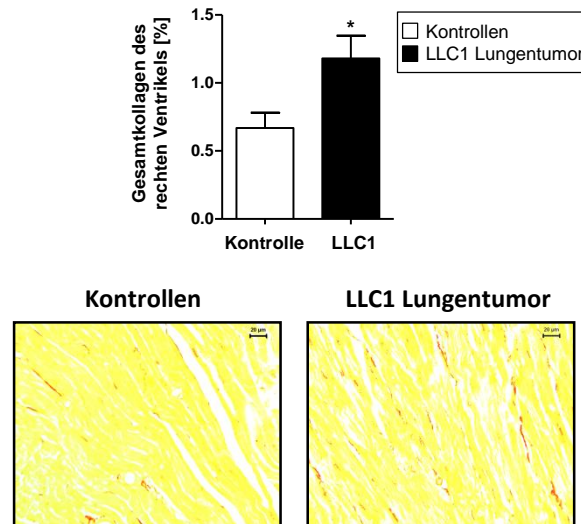 Gesamtkollagen des
rechten Ventrikels [%]
1.5
1.0
0.5
0.0
*
Kontrolle
LLC1
Kontrollen
LLC1 Lungentumor
Kontrollen
LLC1 Lungentumor
20 µm
20 µm